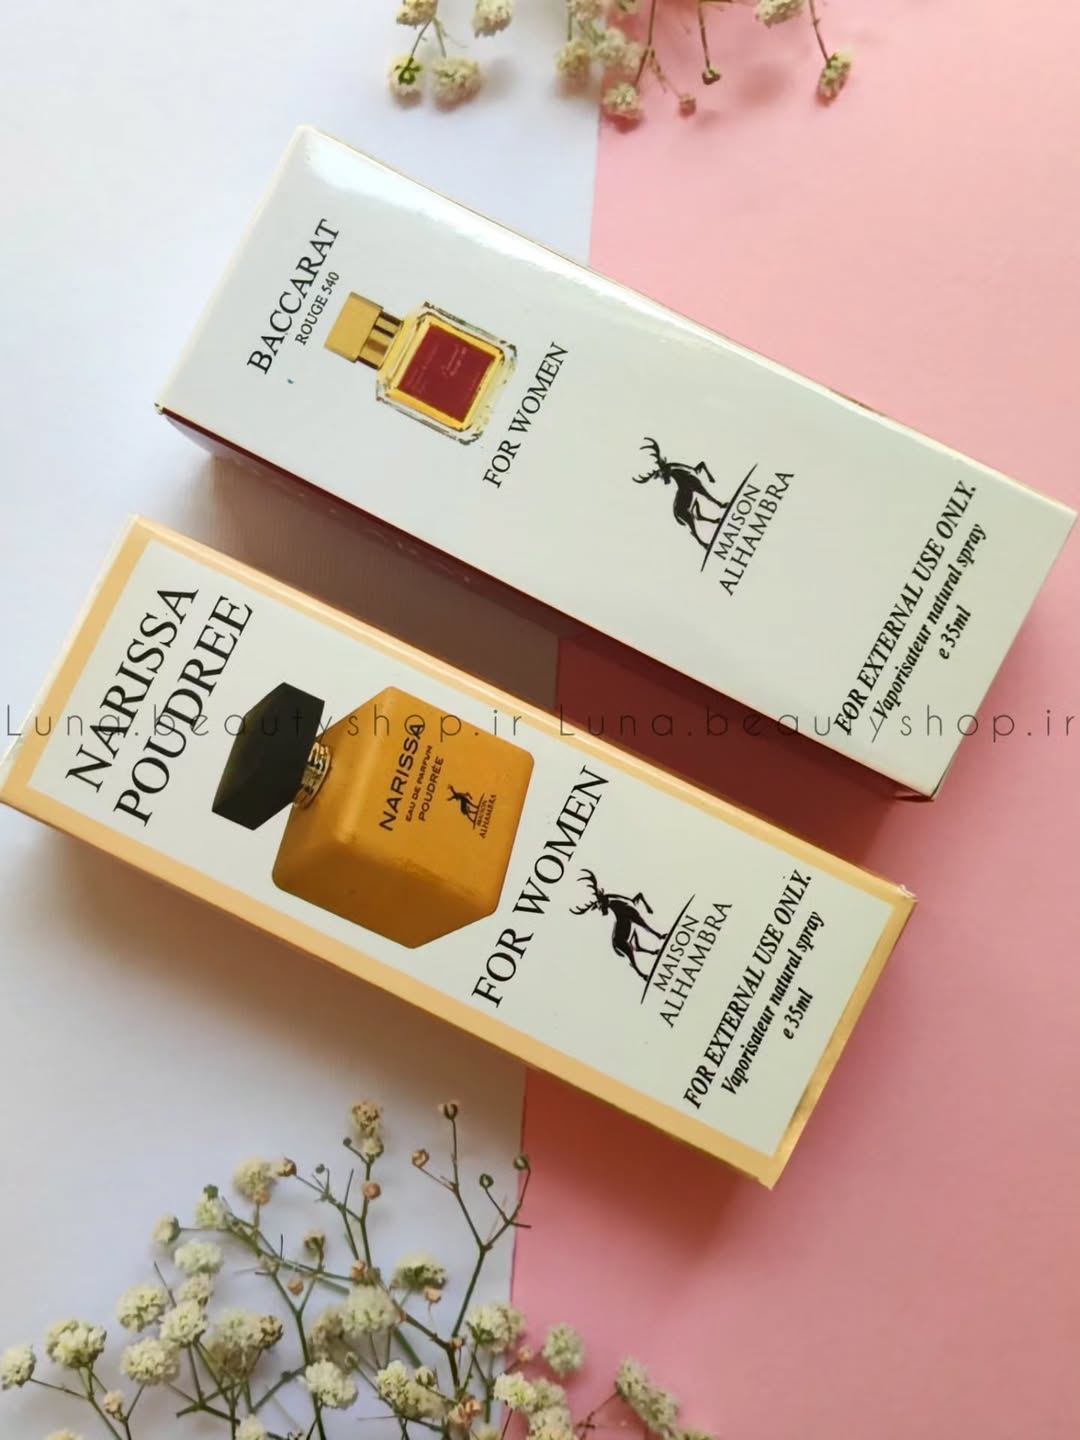 BACCARAT
ROUGE 540
FOR WOMEN
MAISON
ALHAMBRA
FOR EXTERNAL USE ONLY.
Vaporisateur natural spray
e 35ml
NARISSA
POUDREE
NARISSA
EAU DE PARFUM
POUDRÉE
MAISON
ALHAMBRA
FOR WOMEN
MAISON
ALHAMBRA
FOR EXTERNAL USE ONLY.
Vaporisateur natural spray
e 35ml
Luna.beautyshop.ir Luna.beautyshop.ir